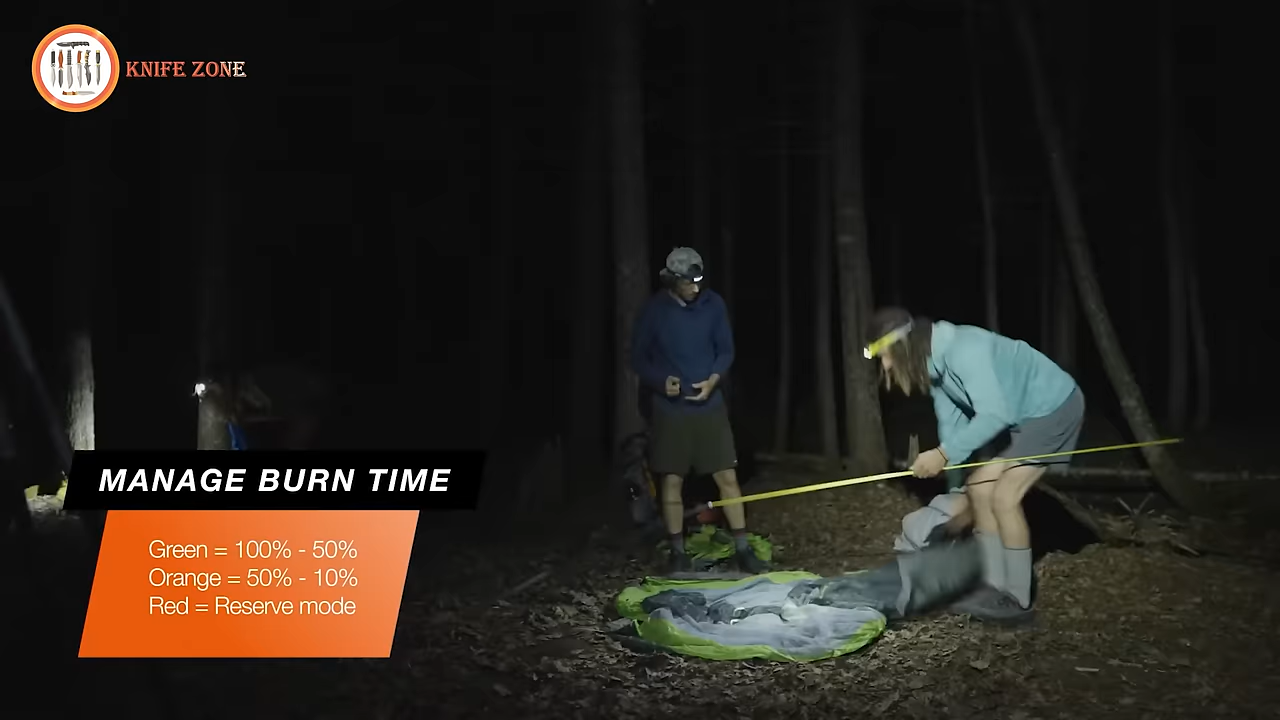 KNIFE ZONE
MANAGE BURN TIME
Green = 100% - 50%
Orange = 50% - 10%
Red = Reserve mode